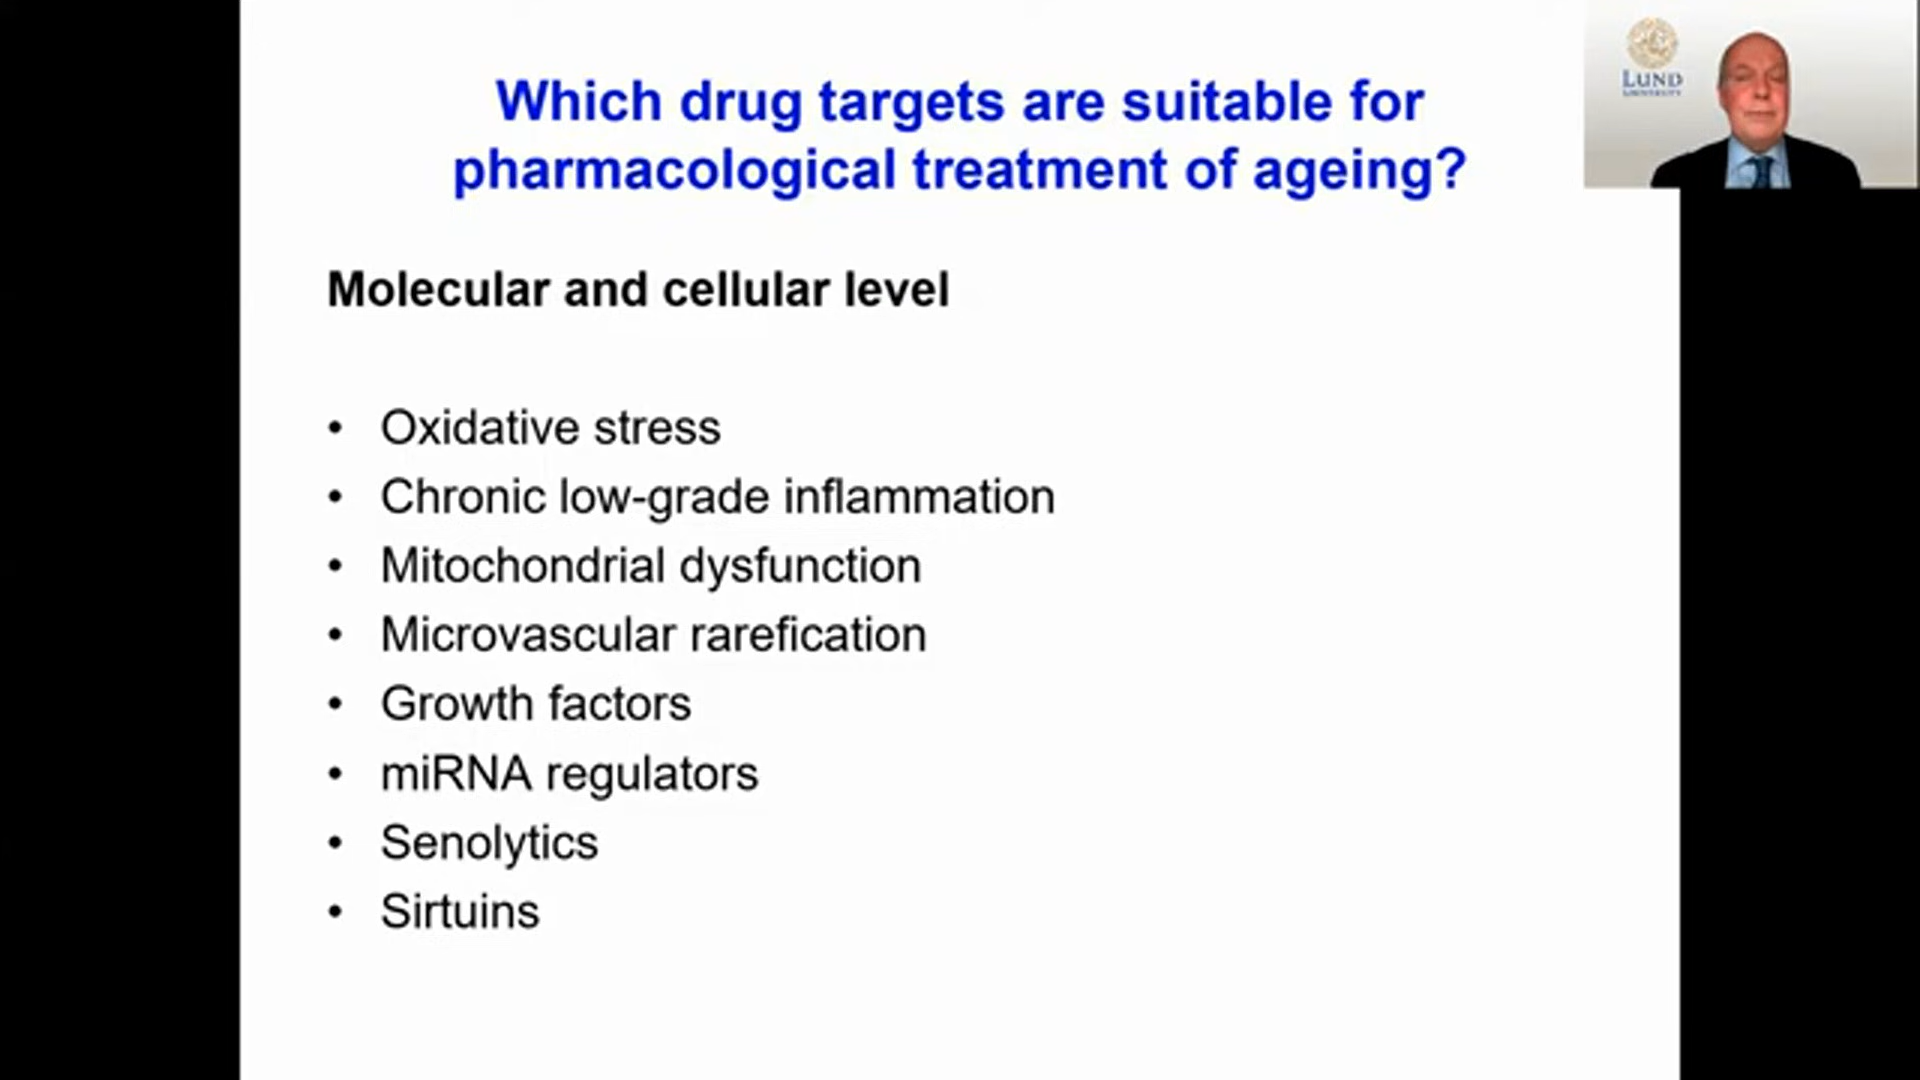 Which drug targets are suitable for
pharmacological treatment of ageing?
LUND
UNIVERSITY
Molecular and cellular level
• Oxidative stress
• Chronic low-grade inflammation
• Mitochondrial dysfunction
• Microvascular rarefication
• Growth factors
• miRNA regulators
• Senolytics
• Sirtuins